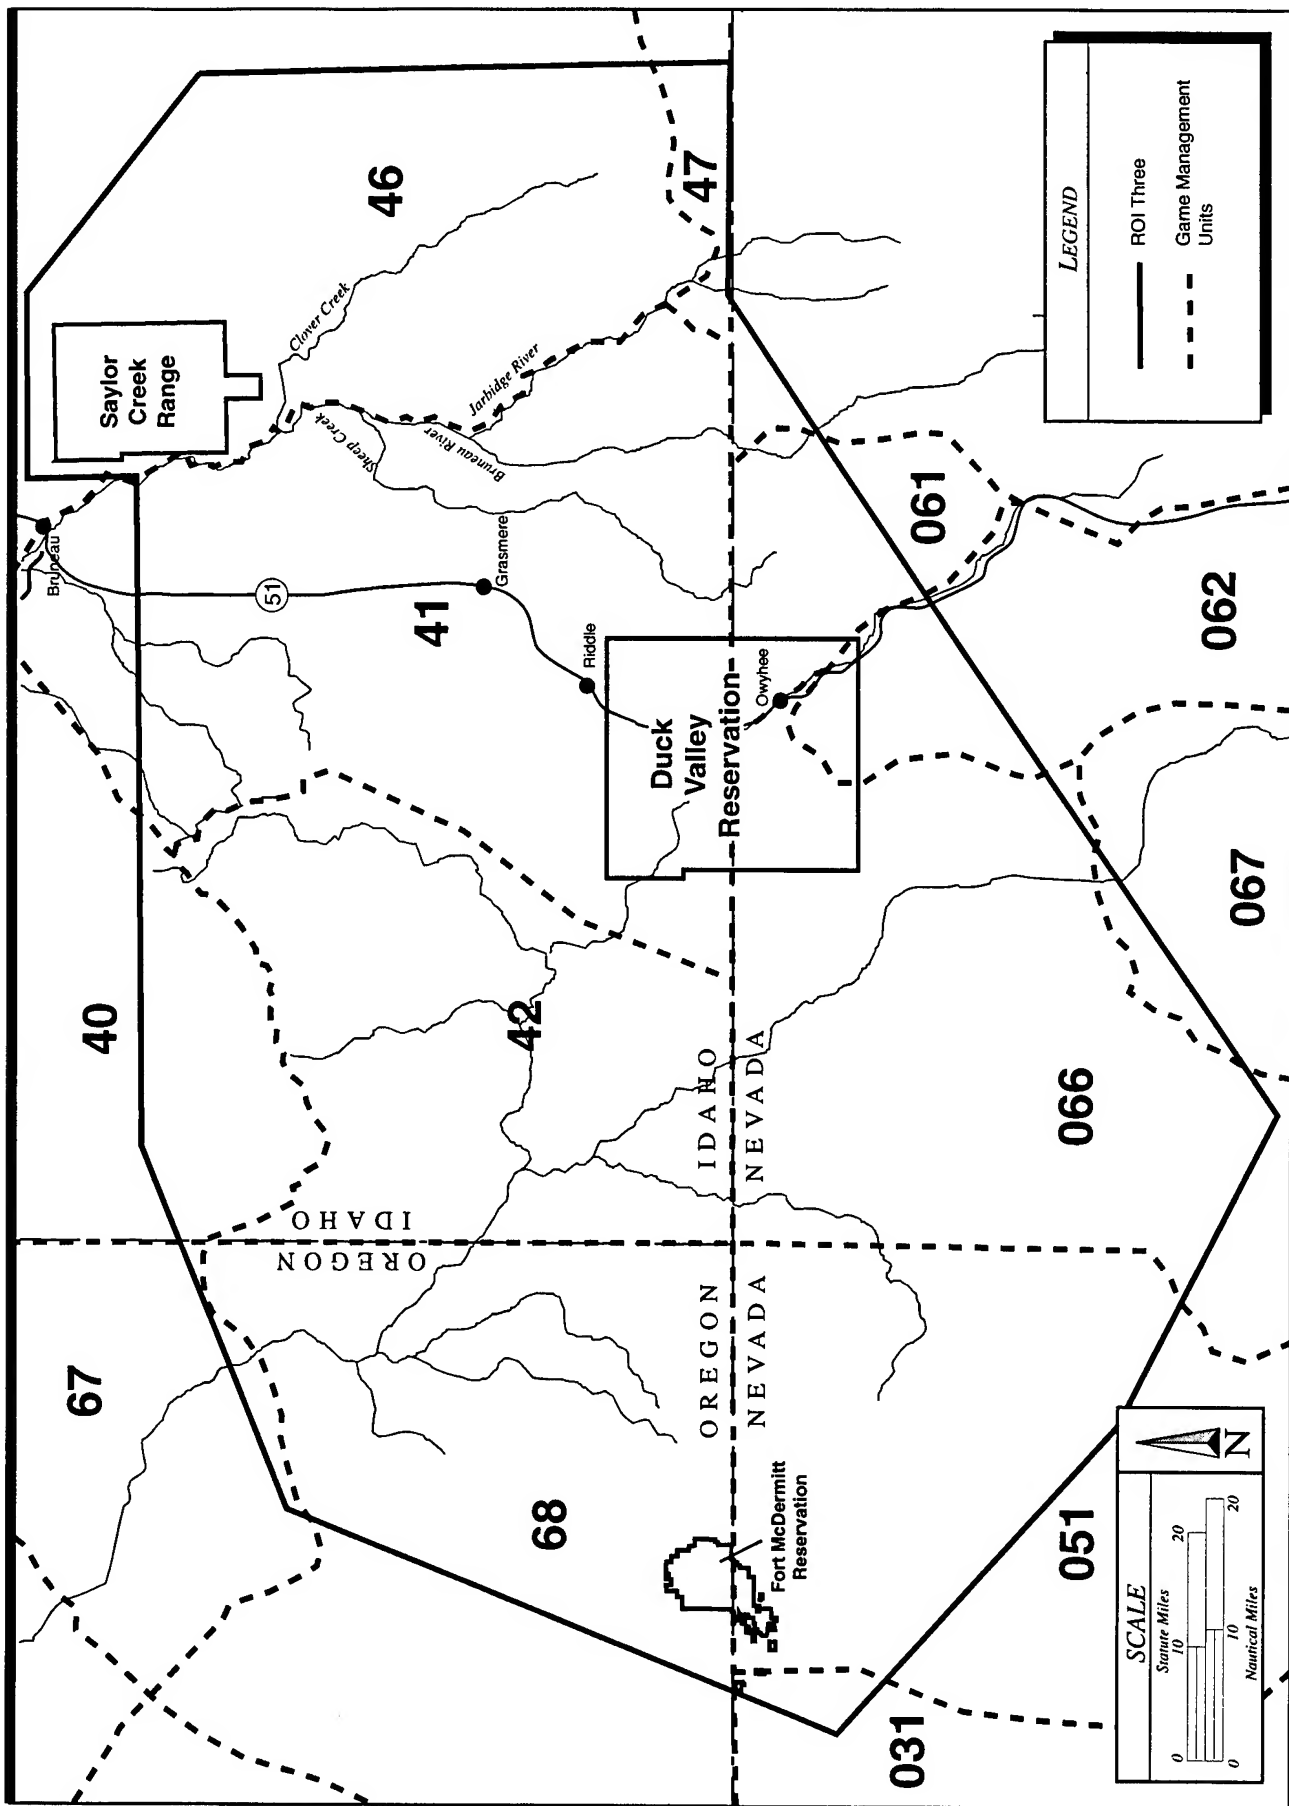 67
40
Bruneau
Saylor
Creek
Range
46
Clover Creek
Sheep Creek
Bruneau River
Jarbidge River
47
51
41
Grasmere
Riddle
42
68
OREGON
IDAHO
OREGON
NEVADA
IDAHO
NEVADA
Duck
Valley
Reservation
Owyhee
Fort McDermitt
Reservation
031
051
066
067
062
061
SCALE
Statute Miles
0 10 20
0 10 20
Nautical Miles
N
LEGEND
ROI Three
Game Management
Units